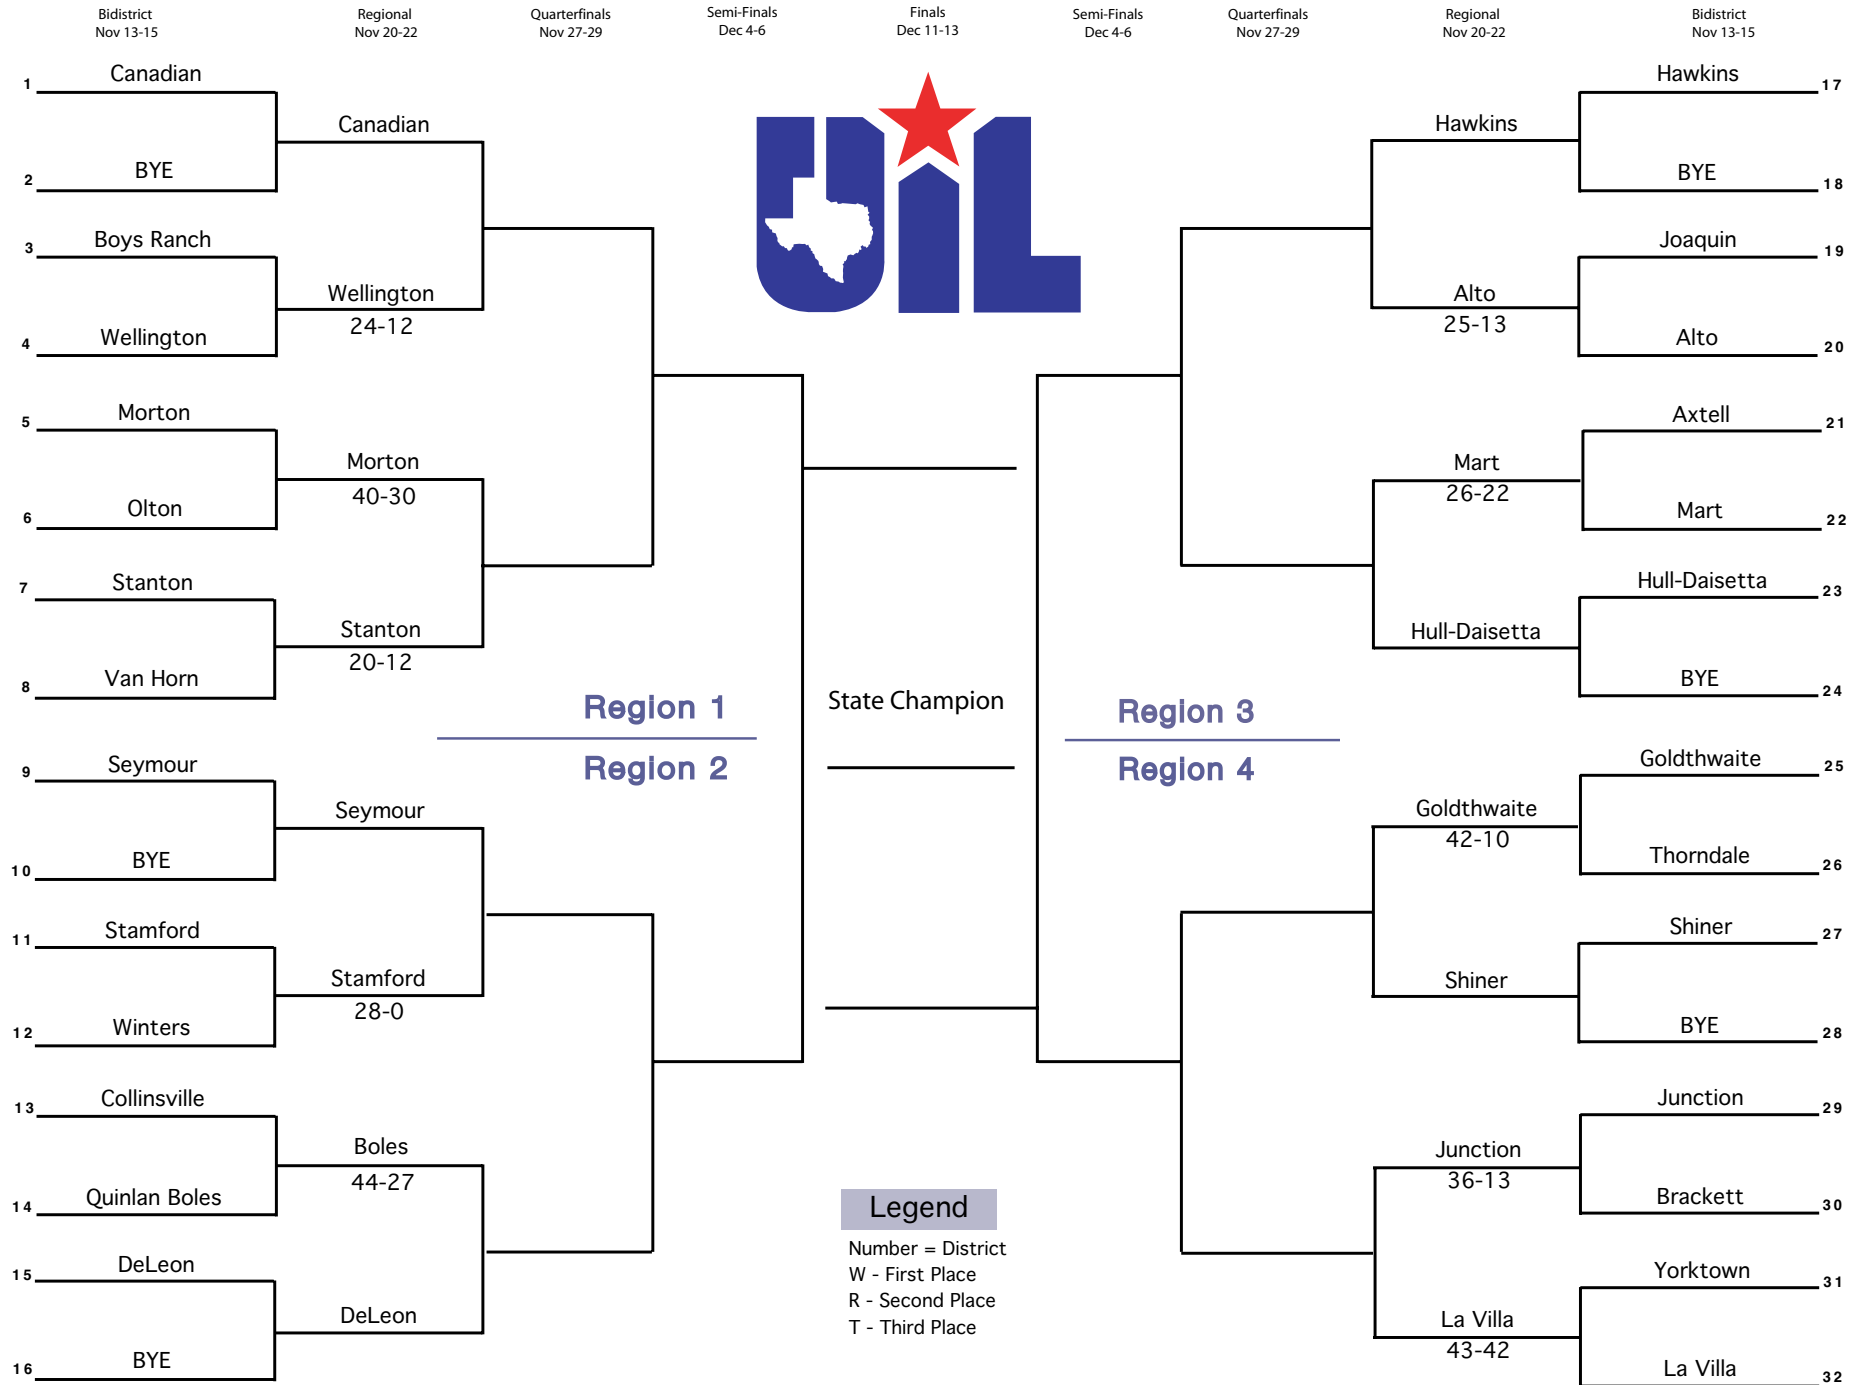 Bidistrict
Nov 13-15
Regional
Nov 20-22
Quarterfinals
Nov 27-29
Semi-Finals
Dec 4-6
Finals
Dec 11-13
Semi-Finals
Dec 4-6
Quarterfinals
Nov 27-29
Regional
Nov 20-22
Bidistrict
Nov 13-15
1 Canadian
2 BYE
3 Boys Ranch
4 Wellington
5 Morton
6 Olton
7 Stanton
8 Van Horn
9 Seymour
10 BYE
11 Stamford
12 Winters
13 Collinsville
14 Quinlan Boles
15 DeLeon
16 BYE
Canadian
Wellington
24-12
Morton
40-30
Stanton
20-12
Seymour
Stamford
28-0
Boles
44-27
DeLeon
Region 1
Region 2
UIL
State Champion
Legend
Number = District
W - First Place
R - Second Place
T - Third Place
Region 3
Region 4
Hawkins
Alto
25-13
Mart
26-22
Hull-Daisetta
Goldthwaite
42-10
Shiner
Junction
36-13
La Villa
43-42
Hawkins 17
BYE 18
Joaquin 19
Alto 20
Axtell 21
Mart 22
Hull-Daisetta 23
BYE 24
Goldthwaite 25
Thorndale 26
Shiner 27
BYE 28
Junction 29
Brackett 30
Yorktown 31
La Villa 32